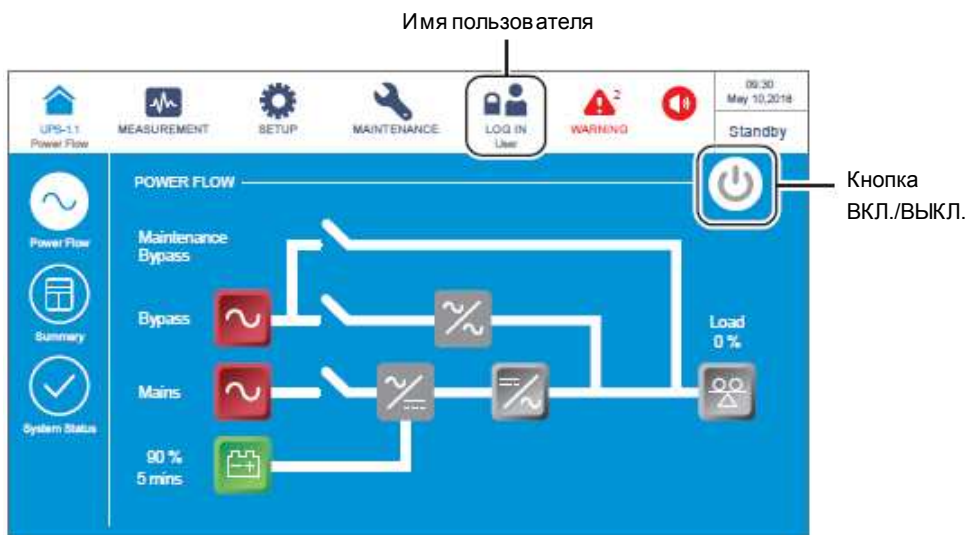 Имя пользователя
UPS-1.1
Power Flow
MEASUREMENT
SETUP
MAINTENANCE
LOG IN
User
2
WARNING
09:30
May 10,2018
Standby
Кнопка
ВКЛ./ВЫКЛ.
POWER FLOW
Power Flow
Maintenance
Bypass
Summary
Bypass
Load
0 %
System Status
Mains
90 %
5 mins